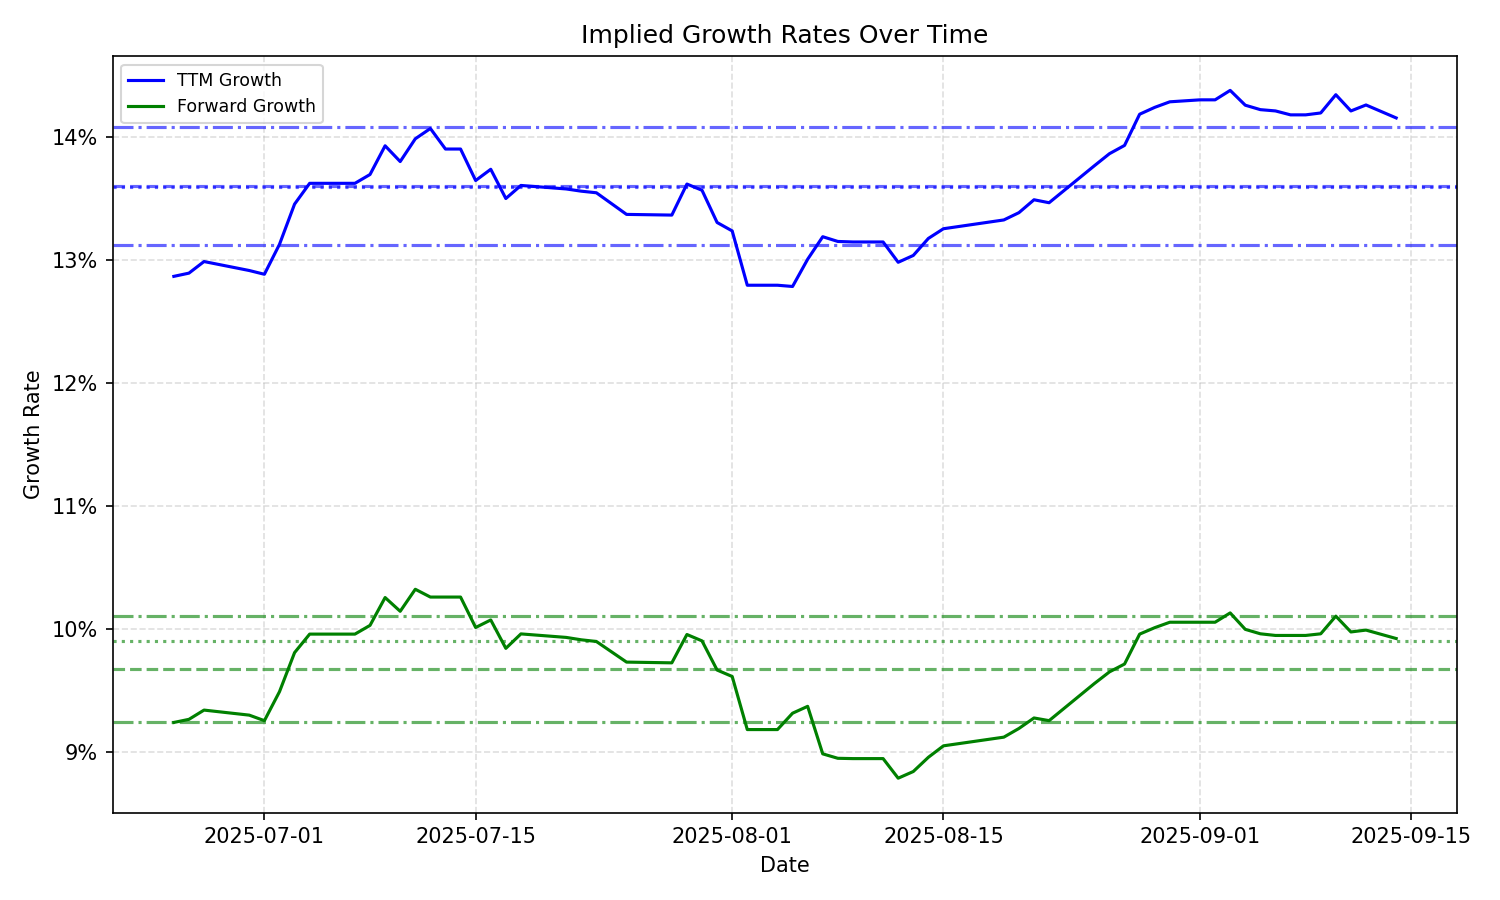 Implied Growth Rates Over Time
TTM Growth
Forward Growth
14%
13%
12%
11%
10%
9%
Growth Rate
2025-07-01
2025-07-15
2025-08-01
2025-08-15
2025-09-01
2025-09-15
Date